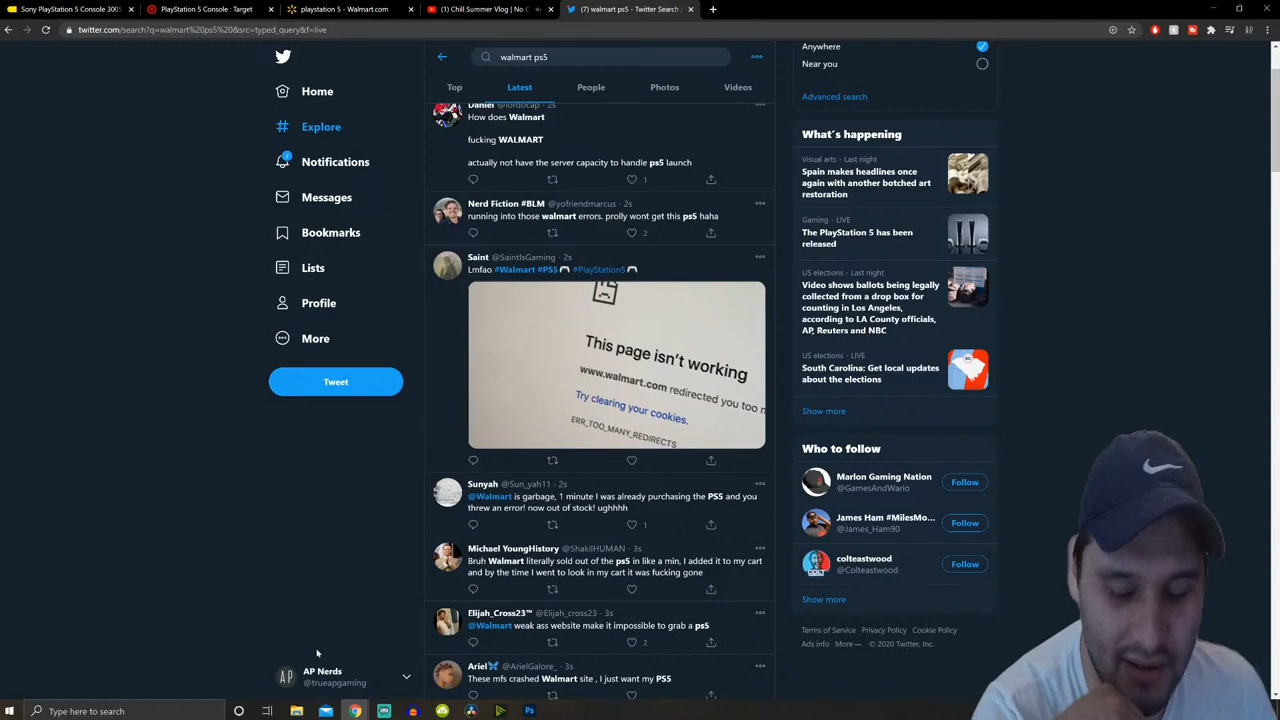 Sony PlayStation 5 Console 3005
PlayStation 5 Console : Target
playstation 5 - Walmart.com
(1) Chill Summer Vlog | No C
(7) walmart ps5 - Twitter Search
twitter.com/search?q=walmart%20ps5%20&src=typed_query&f=live
Home
Explore
Notifications
Messages
Bookmarks
Lists
Profile
More
Tweet
AP Nerds
@trueapgaming
walmart ps5
Top
Latest
People
Photos
Videos
Daniel @lordocap · 2s
How does Walmart
fucking WALMART
actually not have the server capacity to handle ps5 launch
1
Nerd Fiction #BLM @yofriendmarcus · 2s
running into those walmart errors. prolly wont get this ps5 haha
2
Saint @SaintIsGaming · 2s
Lmfao #Walmart #PS5 #PlayStation5
This page isn't working
www.walmart.com redirected you too
Try clearing your cookies.
ERR_TOO_MANY_REDIRECTS
Sunyah @Sun_yah11 · 2s
@Walmart is garbage, 1 minute I was already purchasing the PS5 and you
threw an error! now out of stock! ughhhh
1
Michael YoungHistory @ShakilHUMAN · 3s
Bruh Walmart literally sold out of the ps5 in like a min, I added it to my cart
and by the time I went to look in my cart it was fucking gone
Elijah_Cross23™ @Elijah_cross23 · 3s
@Walmart weak ass website make it impossible to grab a ps5
2
Ariel @ArielGalore_ · 3s
These mfs crashed Walmart site , I just want my PS5
Anywhere
Near you
Advanced search
What's happening
Visual arts · Last night
Spain makes headlines once
again with another botched art
restoration
Gaming · LIVE
The PlayStation 5 has been
released
US elections · Last night
Video shows ballots being legally
collected from a drop box for
counting in Los Angeles,
according to LA County officials,
AP, Reuters and NBC
US elections · LIVE
South Carolina: Get local updates
about the elections
Show more
Who to follow
Marlon Gaming Nation
@GamesAndWario
Follow
James Ham #MilesMo...
@James_Ham90
Follow
colteastwood
@Colteastwood
Follow
Show more
Terms of Service Privacy Policy Cookie Policy
Ads info More © 2020 Twitter, Inc.
Type here to search